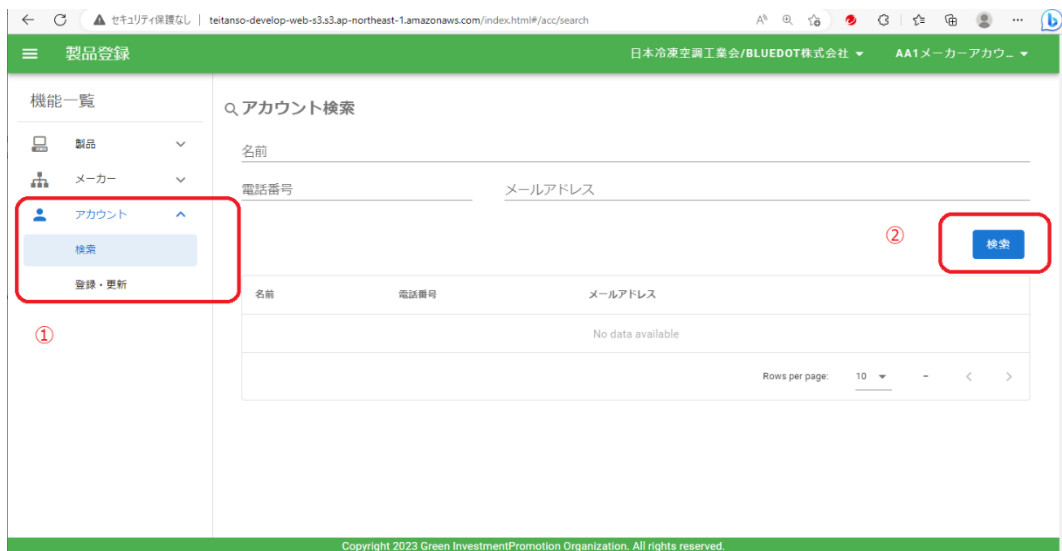 セキュリティ保護なし | teitanso-develop-web-s3.s3.ap-northeast-1.amazonaws.com/index.html#/acc/search
製品登録
日本冷凍空調工業会/BLUEDOT株式会社
AA1メーカーアカウ...
機能一覧
アカウント検索
製品
名前
メーカー
電話番号
メールアドレス
アカウント
②
検索
検索
登録・更新
名前
電話番号
メールアドレス
①
No data available
Rows per page:
10
–
Copyright 2023 Green InvestmentPromotion Organization. All rights reserved.